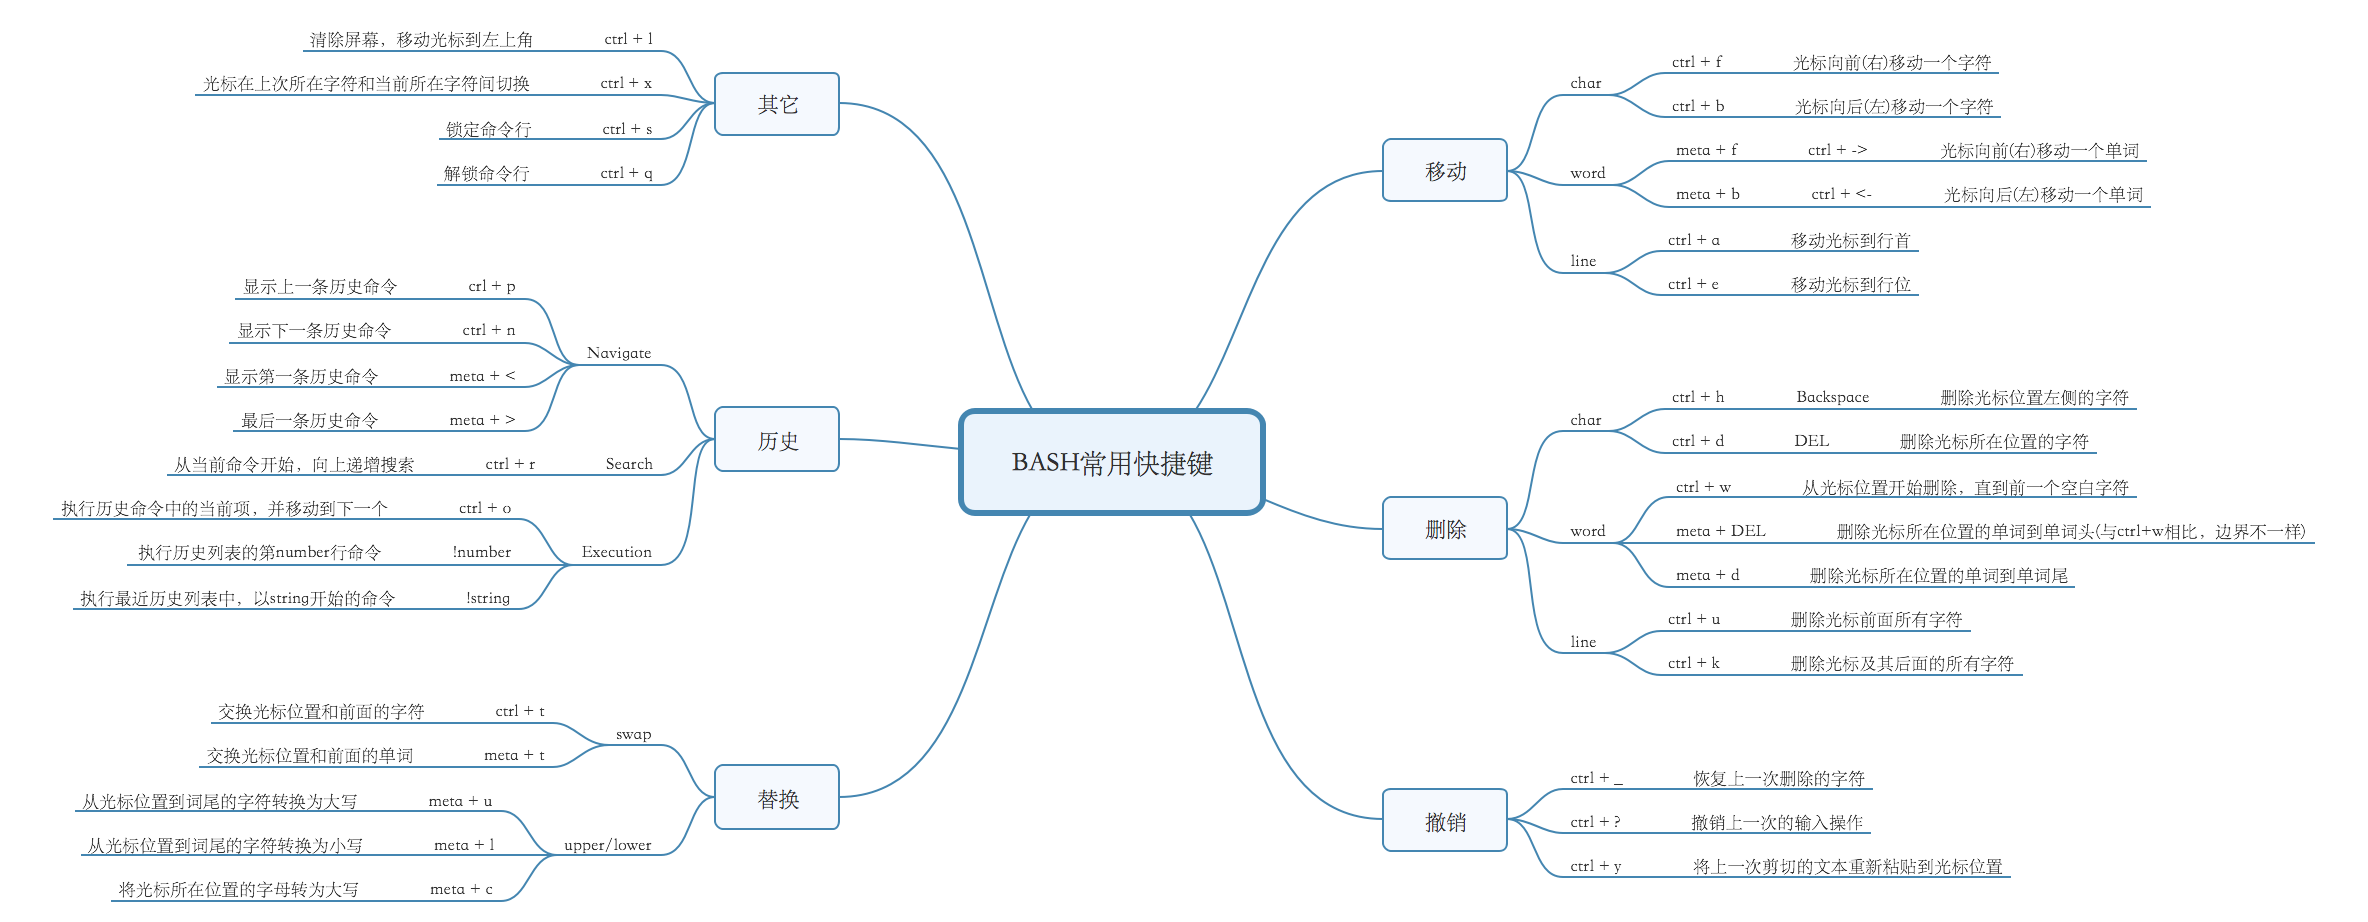 BASH常用快捷键
其它
清除屏幕，移动光标到左上角 ctrl + l
光标在上次所在字符和当前所在字符间切换 ctrl + x
锁定命令行 ctrl + s
解锁命令行 ctrl + q
历史
Navigate
显示上一条历史命令 crl + p
显示下一条历史命令 ctrl + n
显示第一条历史命令 meta + <
最后一条历史命令 meta + >
从当前命令开始，向上递增搜索 ctrl + r Search
Execution
执行历史命令中的当前项，并移动到下一个 ctrl + o
执行历史列表的第number行命令 !number
执行最近历史列表中，以string开始的命令 !string
替换
swap
交换光标位置和前面的字符 ctrl + t
交换光标位置和前面的单词 meta + t
upper/lower
从光标位置到词尾的字符转换为大写 meta + u
从光标位置到词尾的字符转换为小写 meta + l
将光标所在位置的字母转为大写 meta + c
移动
char
ctrl + f 光标向前(右)移动一个字符
ctrl + b 光标向后(左)移动一个字符
word
meta + f ctrl + -> 光标向前(右)移动一个单词
meta + b ctrl + <- 光标向后(左)移动一个单词
line
ctrl + a 移动光标到行首
ctrl + e 移动光标到行位
删除
char
ctrl + h Backspace 删除光标位置左侧的字符
ctrl + d DEL 删除光标所在位置的字符
word
ctrl + w 从光标位置开始删除，直到前一个空白字符
meta + DEL 删除光标所在位置的单词到单词头(与ctrl+w相比，边界不一样)
meta + d 删除光标所在位置的单词到单词尾
line
ctrl + u 删除光标前面所有字符
ctrl + k 删除光标及其后面的所有字符
撤销
ctrl + _ 恢复上一次删除的字符
ctrl + ? 撤销上一次的输入操作
ctrl + y 将上一次剪切的文本重新粘贴到光标位置